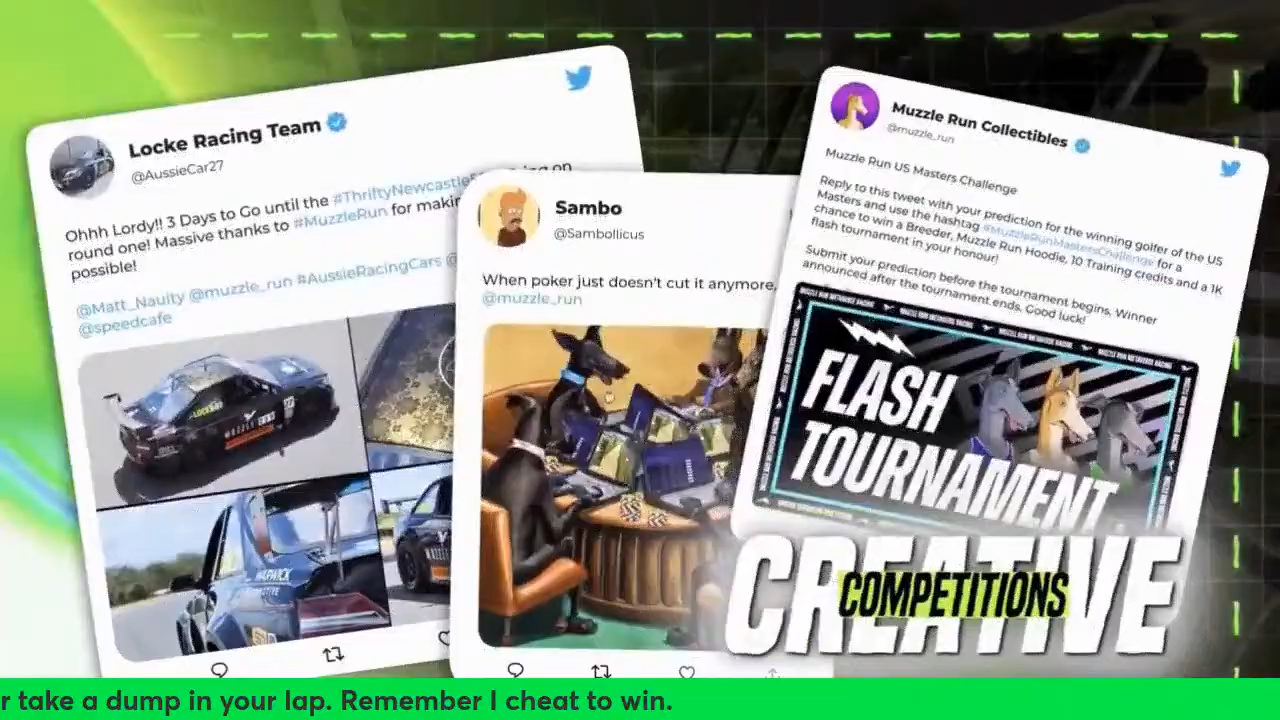 Locke Racing Team
@AussieCar27
Ohhh Lordy!! 3 Days to Go until the #ThriftyNewcastle
round one! Massive thanks to #MuzzleRun for makin
possible!
@Matt_Nauity @muzzle_run #AussieRacingCars @
@speedcafe
Sambo
@Sambollicus
When poker just doesn't cut it anymore,
@muzzle_run
Muzzle Run Collectibles
@muzzle_run
Muzzle Run US Masters Challenge
Reply to this tweet with your prediction for the winning golfer of the US
Masters and use the hashtag #MuzzleRunMastersChallenge for a
chance to win a Breeder, Muzzle Run Hoodie, 10 Training credits and a 1K
flash tournament in your honour!
Submit your prediction before the tournament begins. Winner
announced after the tournament ends. Good luck!
MUZZLE RUN METAVERSE RACING
FLASH
TOURNAMENT
CREATIVE
COMPETITIONS
r take a dump in your lap. Remember I cheat to win.